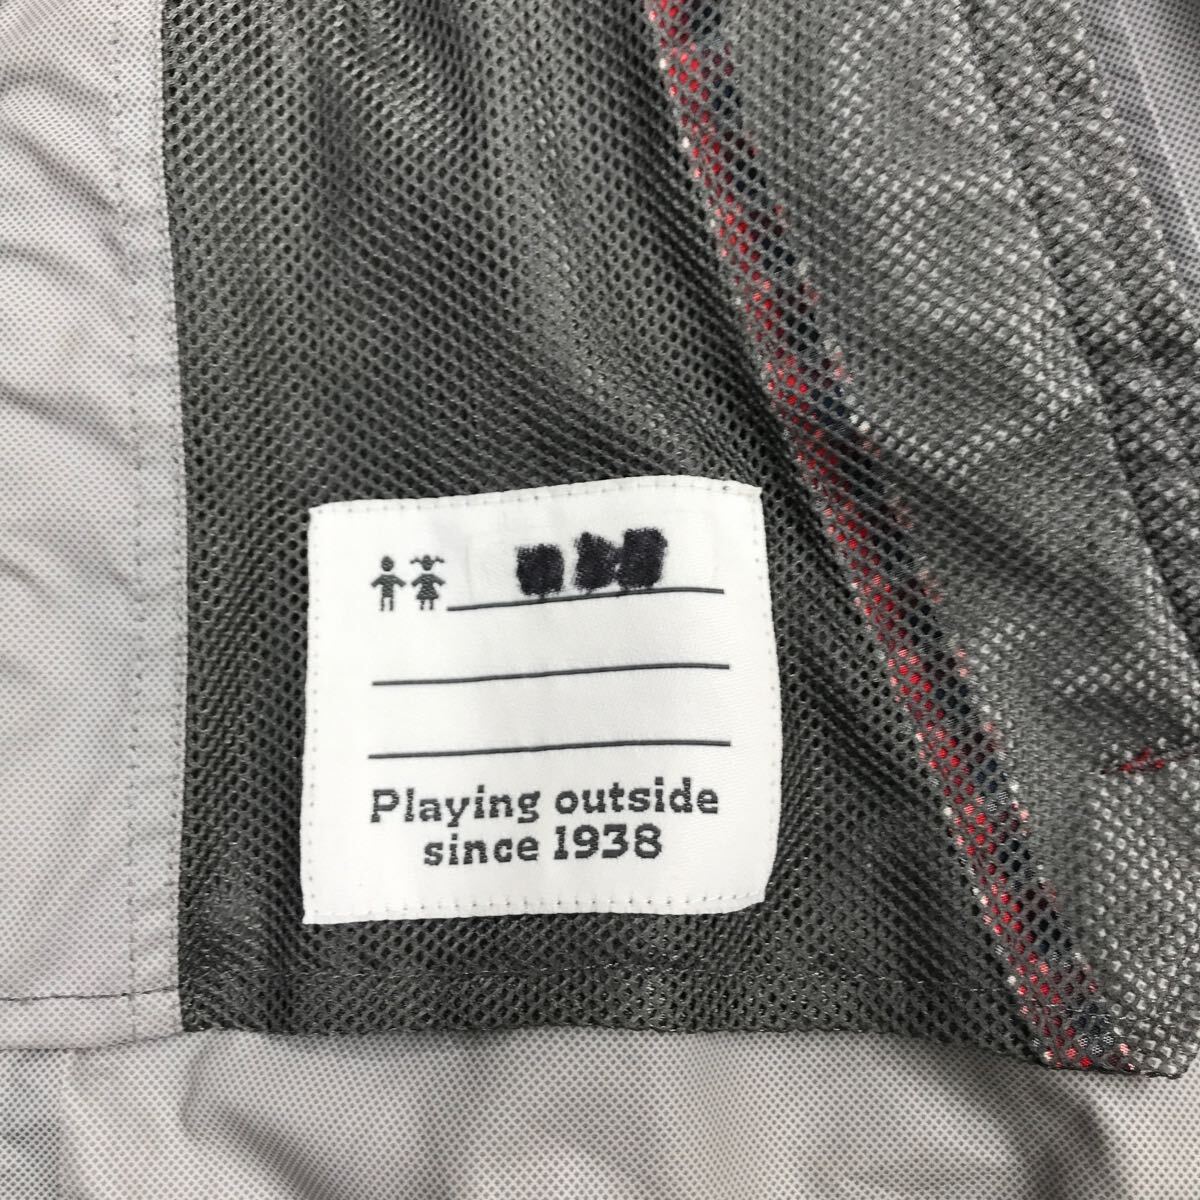 Playing outside
since 1938